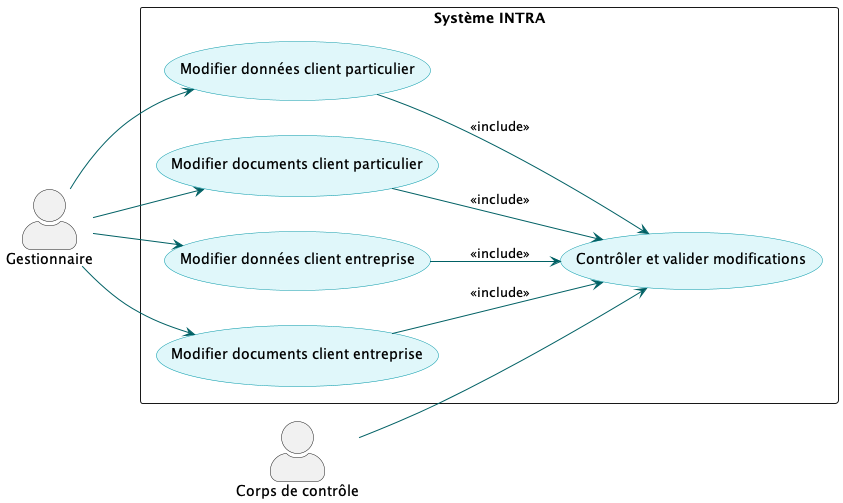 Système INTRA
Modifier données client particulier
«include»
Modifier documents client particulier
«include»
Gestionnaire
Modifier données client entreprise
«include»
Contrôler et valider modifications
«include»
Modifier documents client entreprise
Corps de contrôle